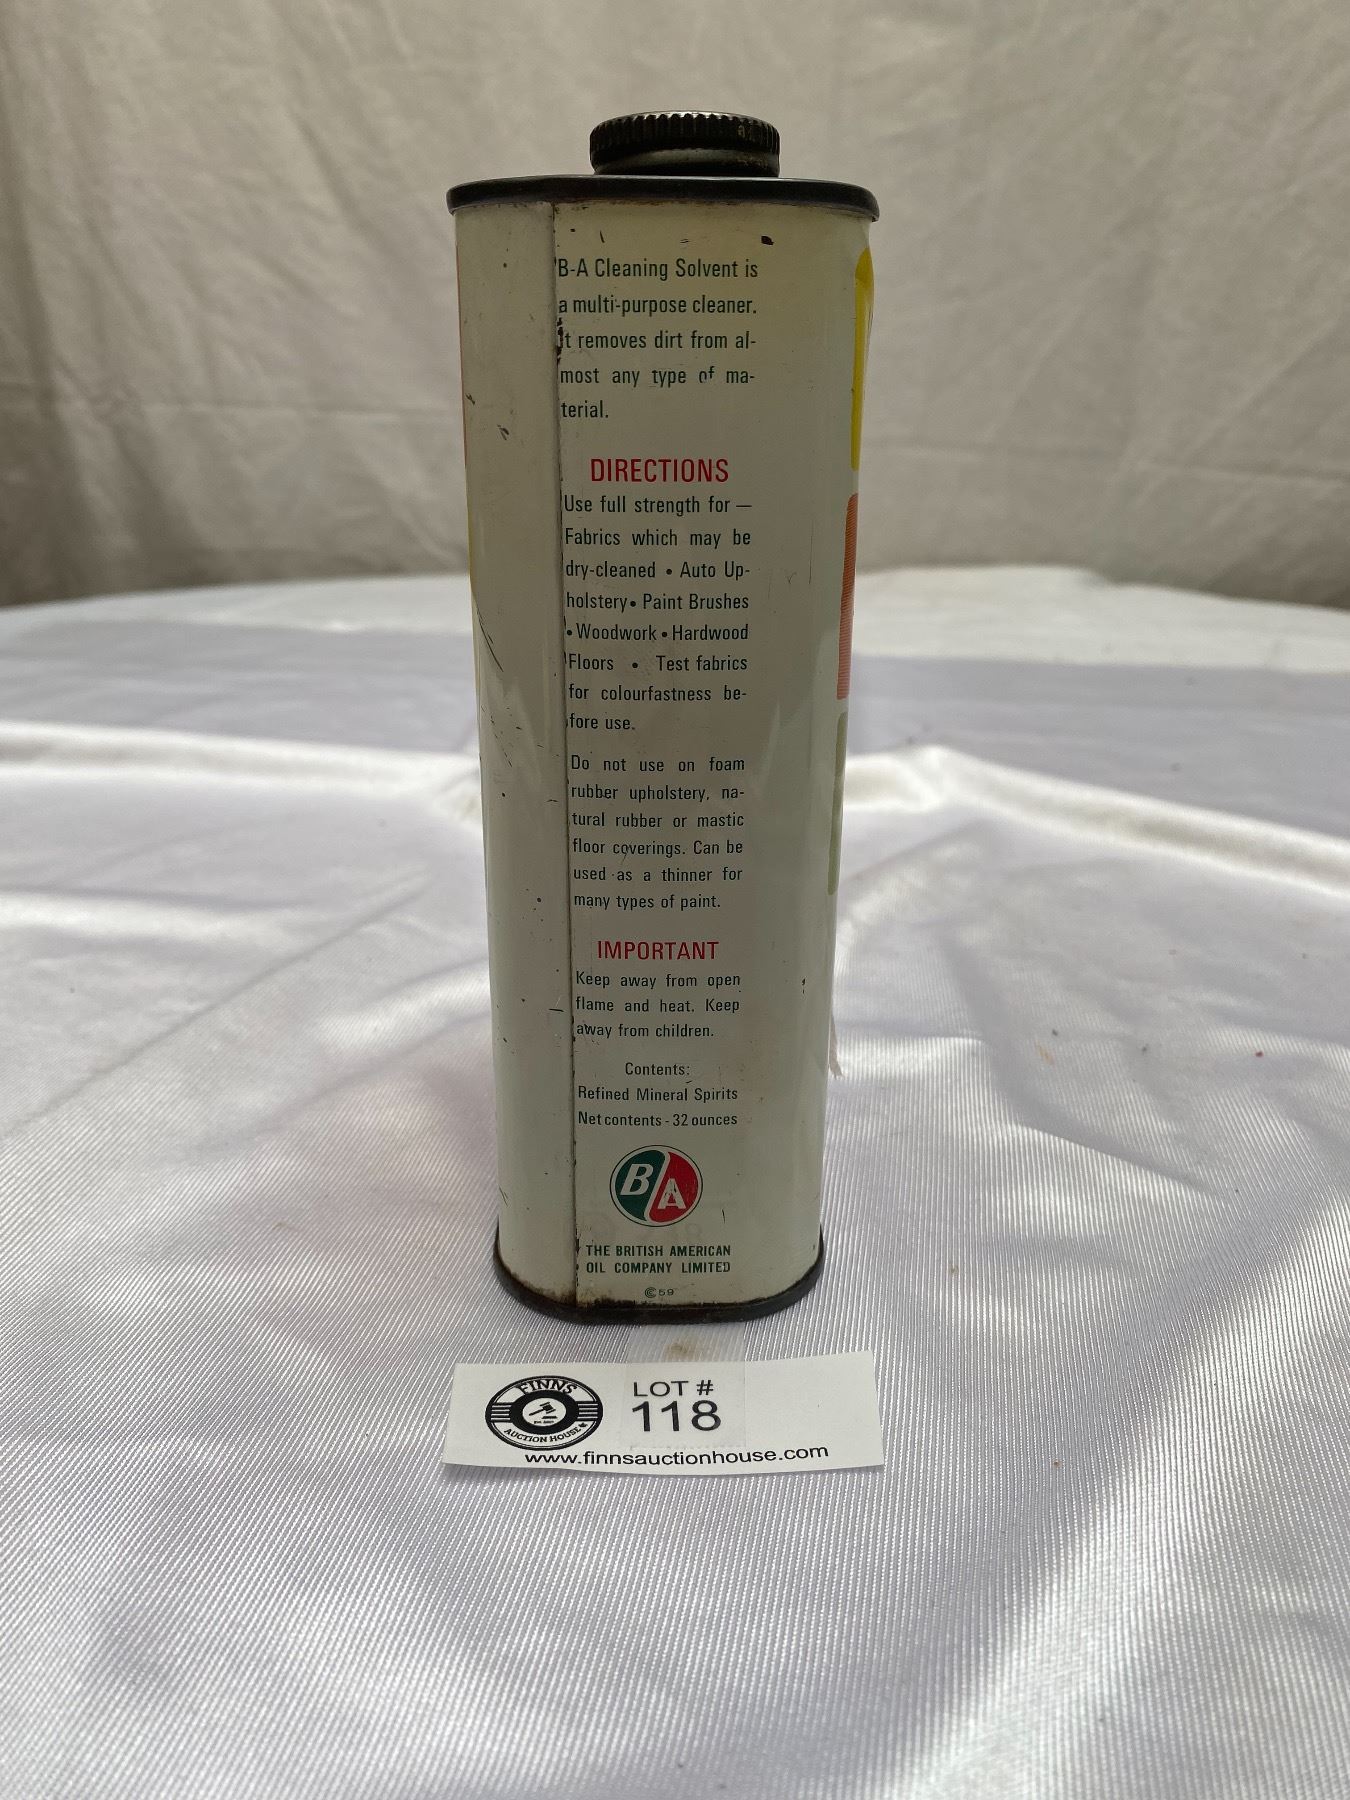 B-A Cleaning Solvent is
a multi-purpose cleaner.
It removes dirt from al-
most any type of ma-
terial.
DIRECTIONS
Use full strength for —
Fabrics which may be
dry-cleaned • Auto Up-
holstery • Paint Brushes
• Woodwork • Hardwood
Floors • Test fabrics
for colourfastness be-
fore use.
Do not use on foam
rubber upholstery, na-
tural rubber or mastic
floor coverings. Can be
used as a thinner for
many types of paint.
IMPORTANT
Keep away from open
flame and heat. Keep
away from children.
Contents:
Refined Mineral Spirits
Net contents - 32 ounces
B/A
THE BRITISH AMERICAN
OIL COMPANY LIMITED
© 59
FINNS
AUCTION HOUSE
LOT #
118
www.finnsauctionhouse.com